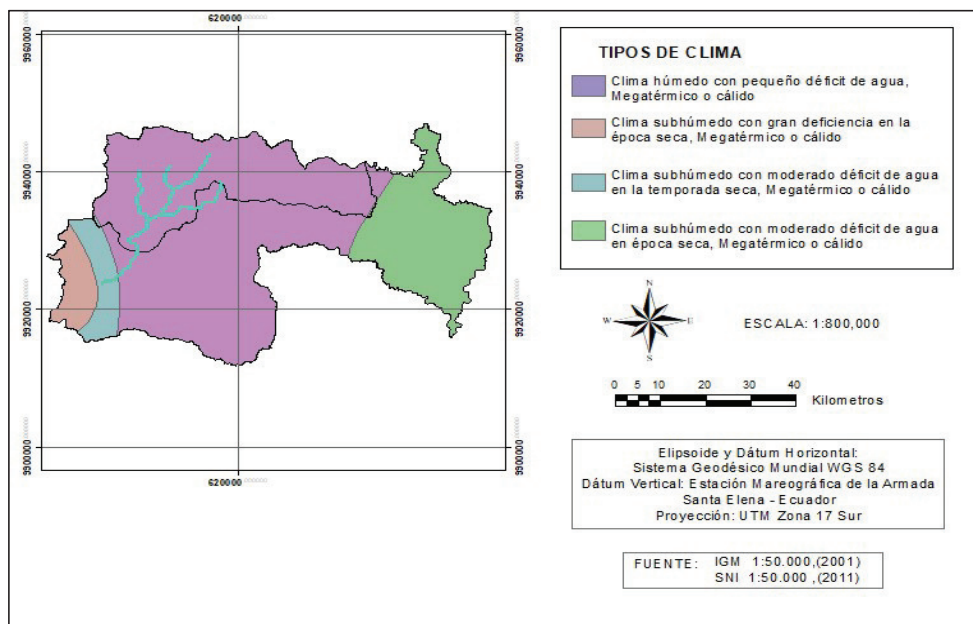 620000
9960000
9960000
9940000
9940000
9920000
9920000
9900000
9900000
620000
TIPOS DE CLIMA
Clima húmedo con pequeño déficit de agua,
Megatérmico o cálido
Clima subhúmedo con gran deficiencia en la
época seca, Megatérmico o cálido
Clima subhúmedo con moderado déficit de agua
en la temporada seca, Megatérmico o cálido
Clima subhúmedo con moderado déficit de agua
en época seca, Megatérmico o cálido
N
W E
S
ESCALA: 1:800,000
0 5 10 20 30 40
Kilometros
Elipsoide y Dátum Horizontal:
Sistema Geodésico Mundial WGS 84
Dátum Vertical: Estación Mareográfica de la Armada
Santa Elena - Ecuador
Proyección: UTM Zona 17 Sur
FUENTE: IGM 1:50.000,(2001)
SNI 1:50.000 ,(2011)